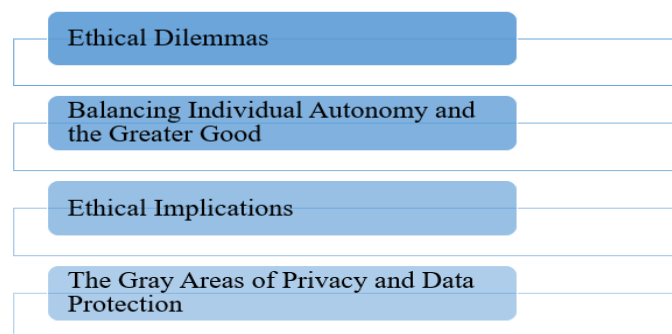 Ethical Dilemmas
Balancing Individual Autonomy and
the Greater Good
Ethical Implications
The Gray Areas of Privacy and Data
Protection